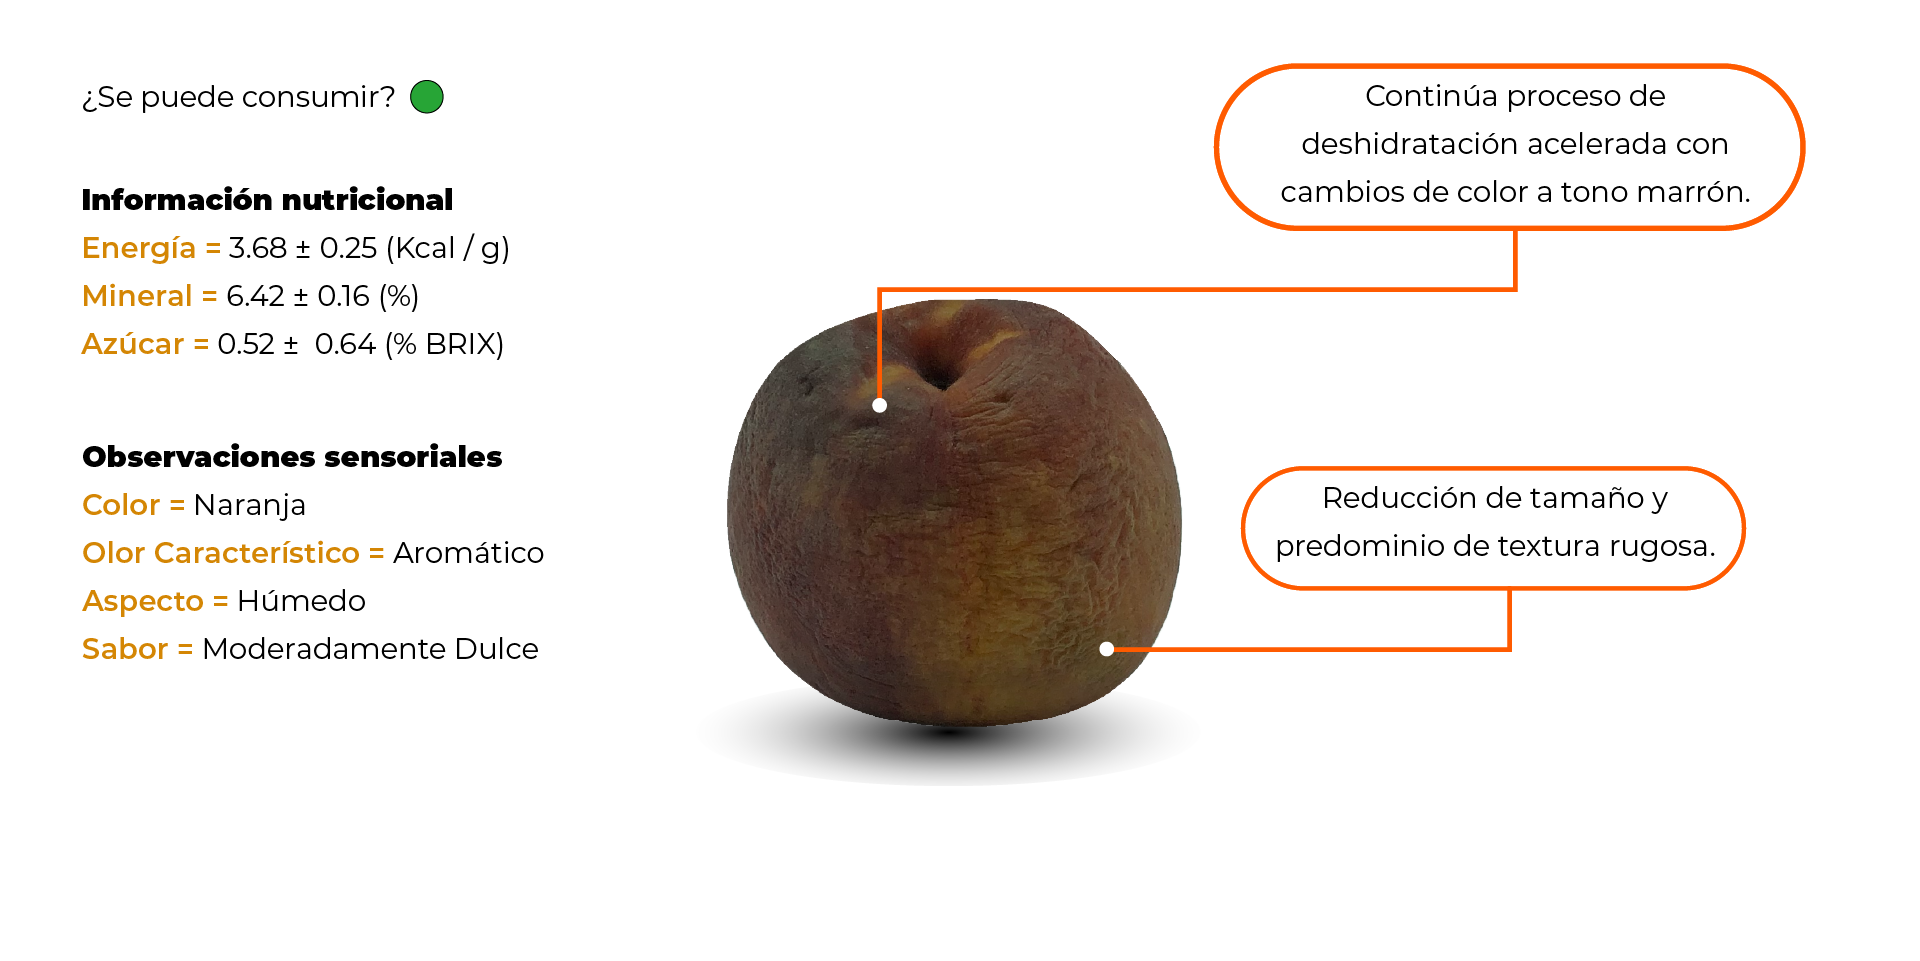 ¿Se puede consumir?
Información nutricional
Energía = 3.68 ± 0.25 (Kcal / g)
Mineral = 6.42 ± 0.16 (%)
Azúcar = 0.52 ±  0.64 (% BRIX)
Observaciones sensoriales
Color = Naranja
Olor Característico = Aromático
Aspecto = Húmedo
Sabor = Moderadamente Dulce
Continúa proceso de
deshidratación acelerada con
cambios de color a tono marrón.
Reducción de tamaño y
predominio de textura rugosa.